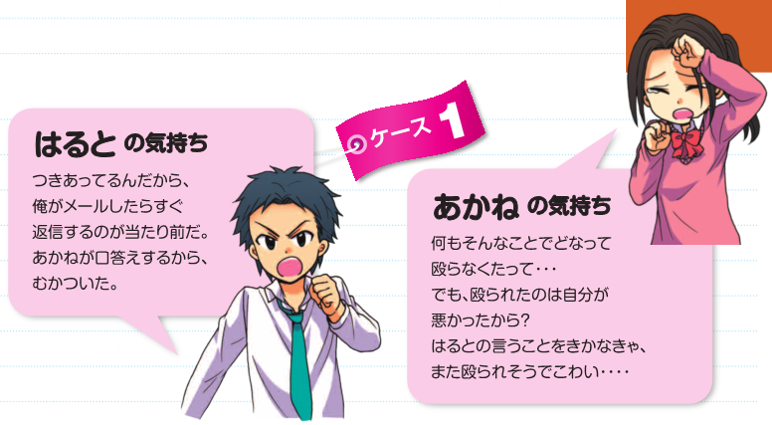 ケース 1
はると の気持ち
つきあってるんだから、
俺がメールしたらすぐ
返信するのが当たり前だ。
あかねが口答えするから、
むかついた。
あかね の気持ち
何もそんなことでどなって
殴らなくたって・・・
でも、殴られたのは自分が
悪かったから?
はるとの言うことをきかなきゃ、
また殴られそうでこわい・・・・